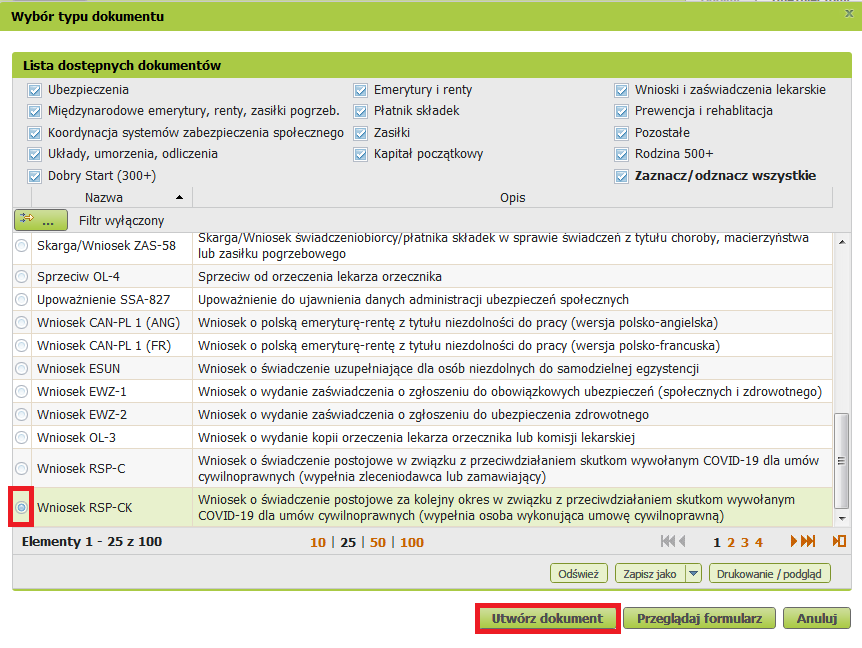 Wybór typu dokumentu
x
Lista dostępnych dokumentów
Ubezpieczenia
Emerytury i renty
Wnioski i zaświadczenia lekarskie
Międzynarodowe emerytury, renty, zasiłki pogrzeb.
Płatnik składek
Prewencja i rehablitacja
Koordynacja systemów zabezpieczenia społecznego
Zasiłki
Pozostałe
Układy, umorzenia, odliczenia
Kapitał początkowy
Rodzina 500+
Dobry Start (300+)
Zaznacz/odznacz wszystkie
Nazwa
Opis
...
Filtr wyłączony
Skarga/Wniosek ZAS-58
Skarga/Wniosek świadczeniobiorcy/płatnika składek w sprawie świadczeń z tytułu choroby, macierzyństwa
lub zasiłku pogrzebowego
Sprzeciw OL-4
Sprzeciw od orzeczenia lekarza orzecznika
Upoważnienie SSA-827
Upoważnienie do ujawnienia danych administracji ubezpieczeń społecznych
Wniosek CAN-PL 1 (ANG)
Wniosek o polską emeryturę-rentę z tytułu niezdolności do pracy (wersja polsko-angielska)
Wniosek CAN-PL 1 (FR)
Wniosek o polską emeryturę-rentę z tytułu niezdolności do pracy (wersja polsko-francuska)
Wniosek ESUN
Wniosek o świadczenie uzupełniające dla osób niezdolnych do samodzielnej egzystencji
Wniosek EWZ-1
Wniosek o wydanie zaświadczenia o zgłoszeniu do obowiązkowych ubezpieczeń (społecznych i zdrowotnego)
Wniosek EWZ-2
Wniosek o wydanie zaświadczenia o zgłoszeniu do ubezpieczenia zdrowotnego
Wniosek OL-3
Wniosek o wydanie kopii orzeczenia lekarza orzecznika lub komisji lekarskiej
Wniosek RSP-C
Wniosek o świadczenie postojowe w związku z przeciwdziałaniem skutkom wywołanym COVID-19 dla umów
cywilnoprawnych (wypełnia zleceniodawca lub zamawiający)
Wniosek RSP-CK
Wniosek o świadczenie postojowe za kolejny okres w związku z przeciwdziałaniem skutkom wywołanym
COVID-19 dla umów cywilnoprawnych (wypełnia osoba wykonująca umowę cywilnoprawną)
Elementy 1 - 25 z 100
10 | 25 | 50 | 100
1 2 3 4
Odśwież
Zapisz jako
Drukowanie / podgląd
Utwórz dokument
Przeglądaj formularz
Anuluj